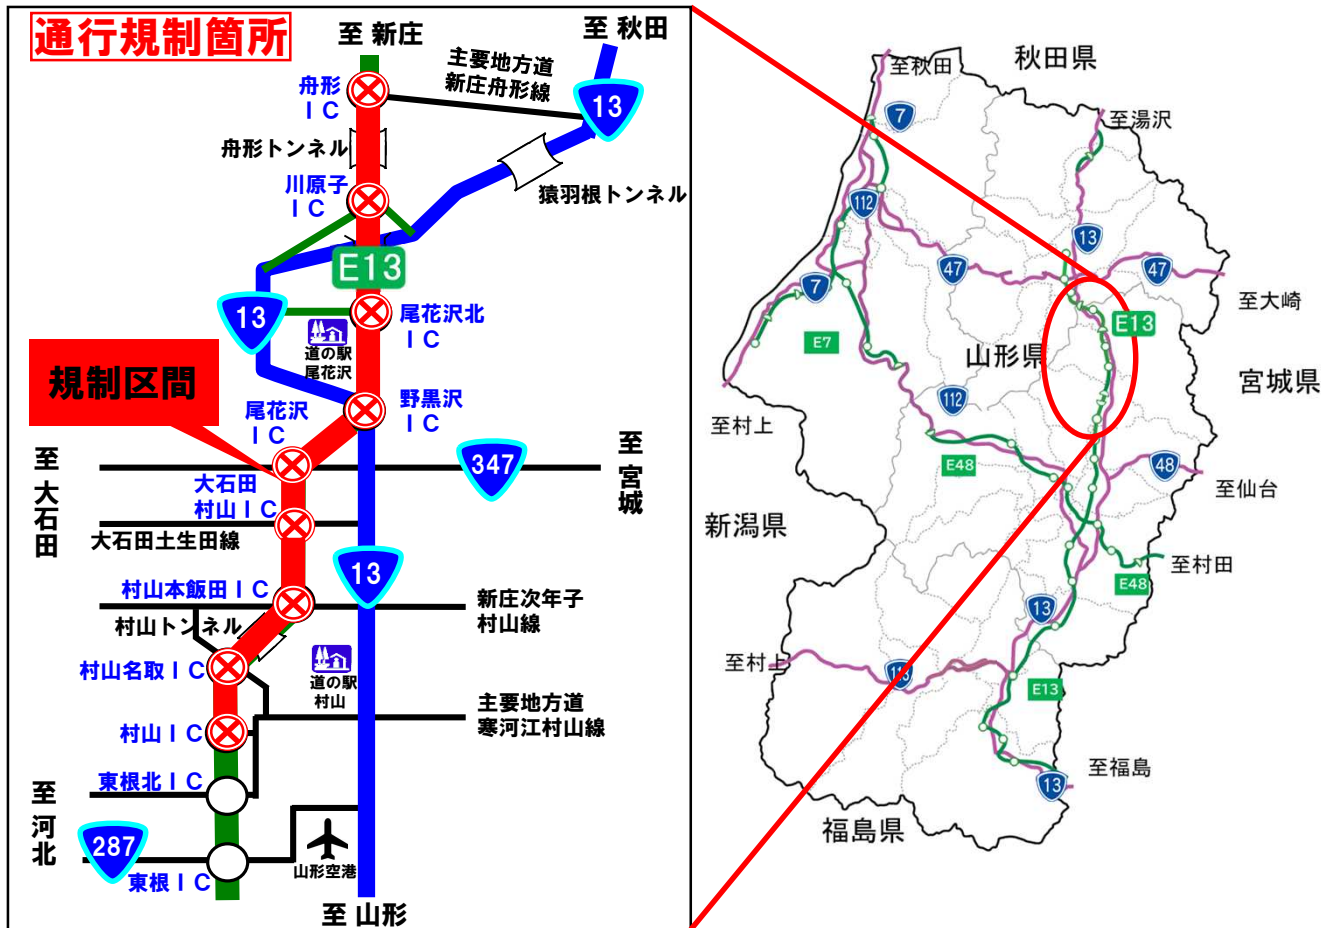 通行規制箇所
至 新庄
至 秋田
主要地方道
新庄舟形線
舟形
ＩＣ
13
舟形トンネル
川原子
ＩＣ
猿羽根トンネル
E13
13
尾花沢北
ＩＣ
道の駅
尾花沢
規制区間
尾花沢
ＩＣ
野黒沢
ＩＣ
至 大石田
347
至 宮城
大石田
村山ＩＣ
大石田土生田線
13
村山本飯田ＩＣ
新庄次年子
村山線
村山トンネル
村山名取ＩＣ
道の駅
村山
主要地方道
寒河江村山線
村山ＩＣ
東根北ＩＣ
至 河北
287
東根ＩＣ
山形空港
至 山形
至秋田
秋田県
7
至湯沢
112
13
47
47
7
至大崎
E13
E7
山形県
宮城県
112
至村上
E48
48
至仙台
新潟県
至村田
E48
13
至村上
113
E13
至福島
13
福島県